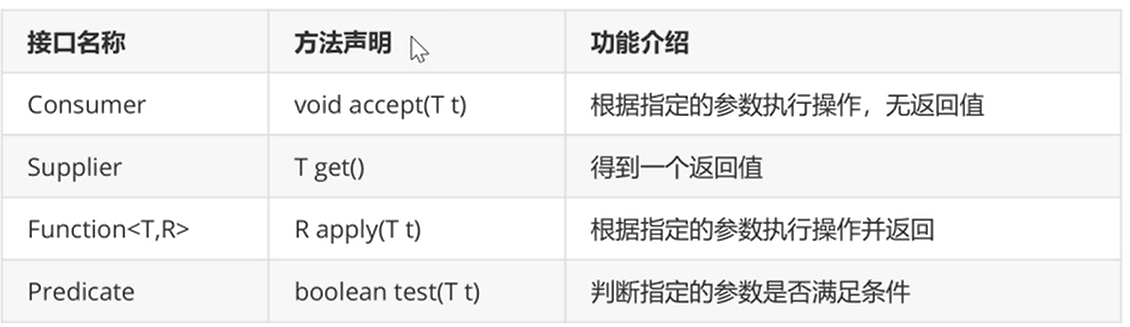 接口名称 方法声明 功能介绍
Consumer void accept(T t) 根据指定的参数执行操作，无返回值
Supplier T get() 得到一个返回值
Function<T,R> R apply(T t) 根据指定的参数执行操作并返回
Predicate boolean test(T t) 判断指定的参数是否满足条件